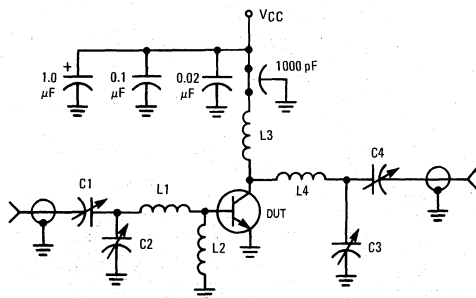 VCC
+
1.0
μF
0.1
μF
0.02
μF
1000 pF
L3
C4
C1
L1
L4
DUT
C2
L2
C3